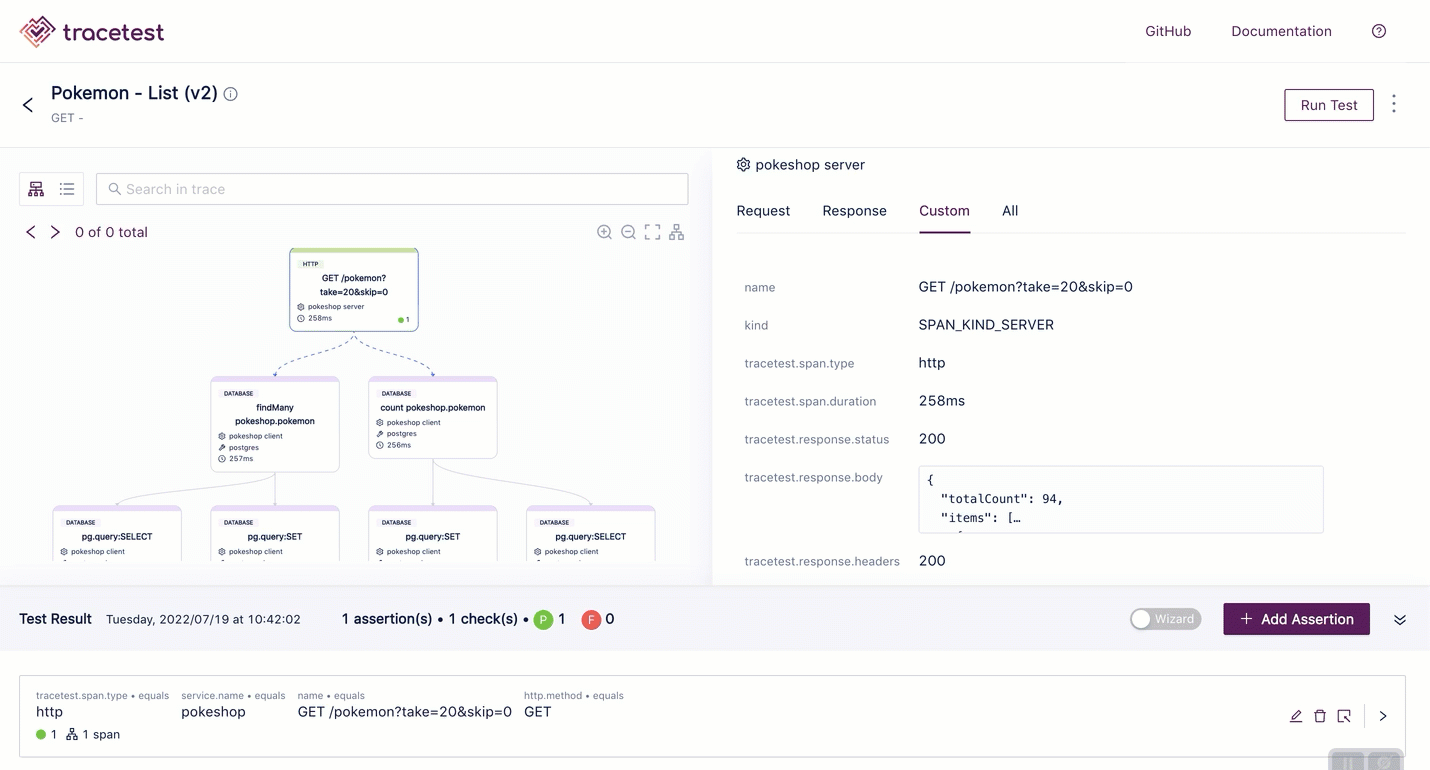 tracetest
GitHub
Documentation
Pokemon - List (v2)
GET -
Run Test
Search in trace
0 of 0 total
HTTP
GET /pokemon?
take=20&skip=0
pokeshop server
258ms
1
DATABASE
findMany
pokeshop.pokemon
pokeshop client
postgres
257ms
DATABASE
count pokeshop.pokemon
pokeshop client
postgres
256ms
DATABASE
pg.query:SELECT
pokeshop client
DATABASE
pg.query:SET
pokeshop client
DATABASE
pg.query:SET
pokeshop client
DATABASE
pg.query:SELECT
pokeshop client
pokeshop server
Request Response Custom All
name GET /pokemon?take=20&skip=0
kind SPAN_KIND_SERVER
tracetest.span.type http
tracetest.span.duration 258ms
tracetest.response.status 200
tracetest.response.body {
"totalCount": 94,
"items": […
tracetest.response.headers 200
Test Result Tuesday, 2022/07/19 at 10:42:02 1 assertion(s) • 1 check(s) • P 1 F 0
Wizard
+ Add Assertion
tracetest.span.type • equals service.name • equals name • equals http.method • equals
http pokeshop GET /pokemon?take=20&skip=0 GET
1 1 span